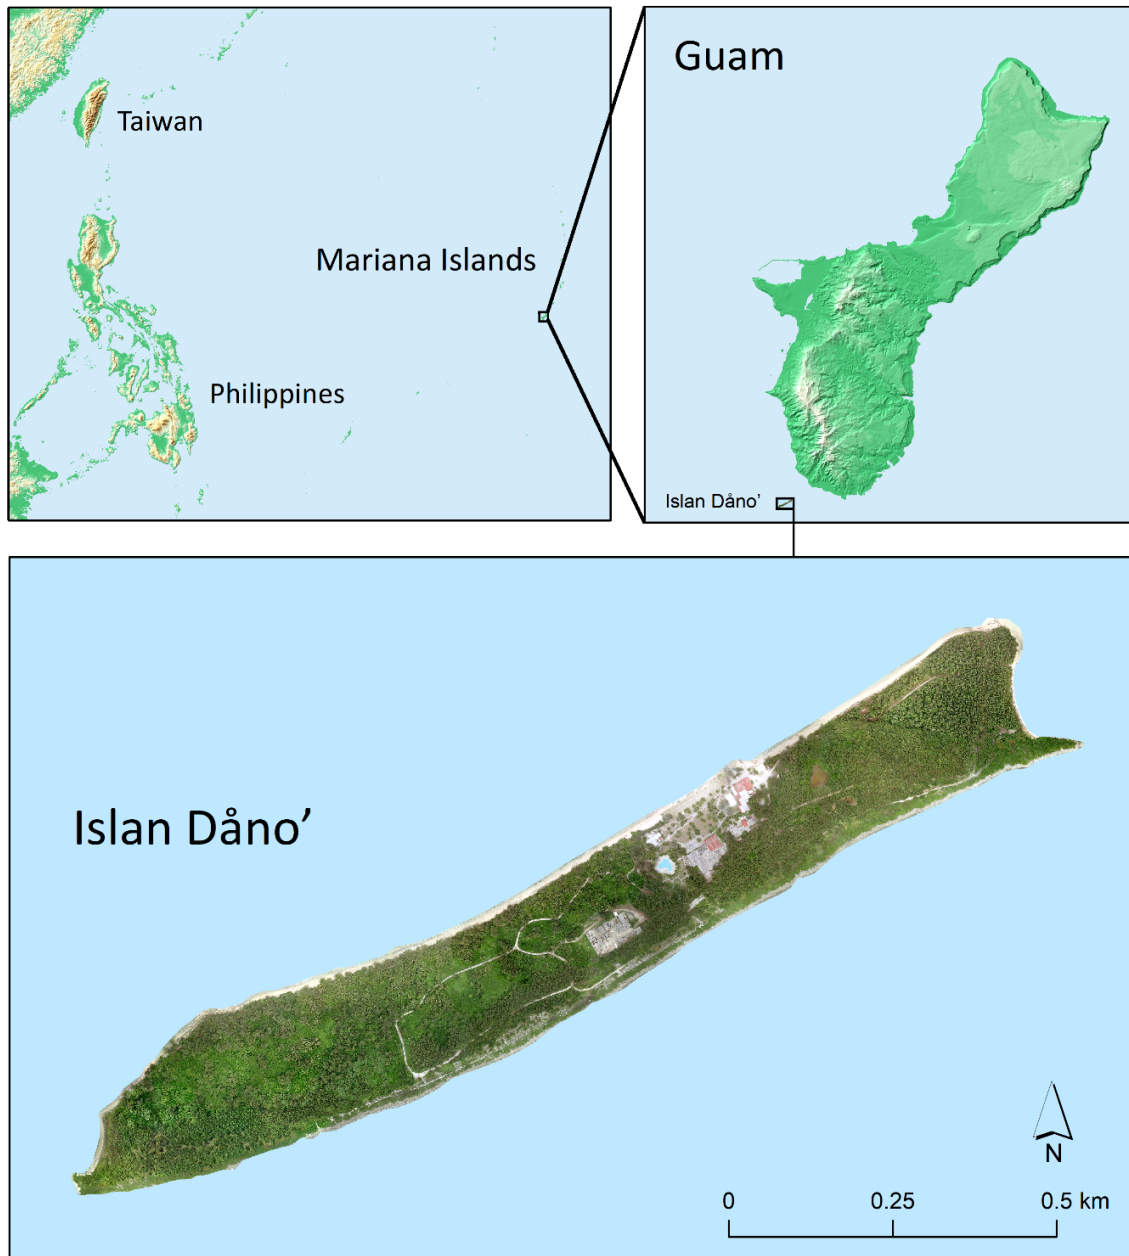 Taiwan
Mariana Islands
Philippines
Guam
Islan Dåno’
Islan Dåno’
N
0 0.25 0.5 km